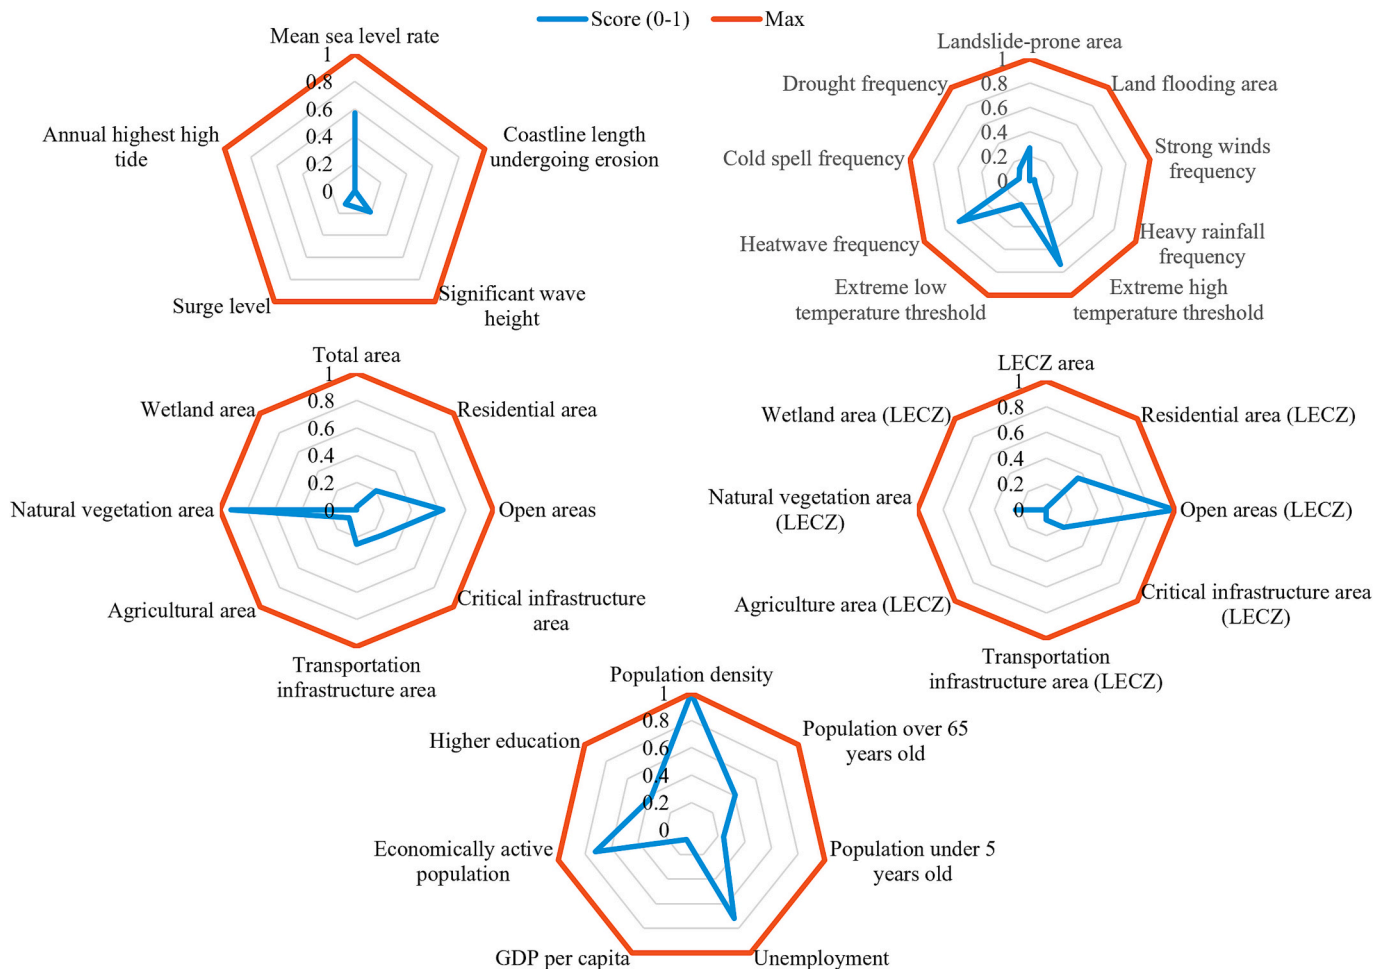 Score (0-1) Max
Mean sea level rate
1
0.8
0.6
0.4
0.2
0
Coastline length
undergoing erosion
Significant wave
height
Surge level
Annual highest high
tide
Landslide-prone area
1
0.8
0.6
0.4
0.2
0
Land flooding area
Strong winds
frequency
Heavy rainfall
frequency
Extreme high
temperature threshold
Extreme low
temperature threshold
Heatwave frequency
Cold spell frequency
Drought frequency
Total area
1
0.8
0.6
0.4
0.2
0
Residential area
Open areas
Critical infrastructure
area
Transportation
infrastructure area
Agricultural area
Natural vegetation area
Wetland area
LECZ area
1
0.8
0.6
0.4
0.2
0
Residential area (LECZ)
Open areas (LECZ)
Critical infrastructure area
(LECZ)
Transportation
infrastructure area (LECZ)
Agriculture area (LECZ)
Natural vegetation area
(LECZ)
Wetland area (LECZ)
Population density
1
0.8
0.6
0.4
0.2
0
Population over 65
years old
Population under 5
years old
Unemployment
GDP per capita
Economically active
population
Higher education